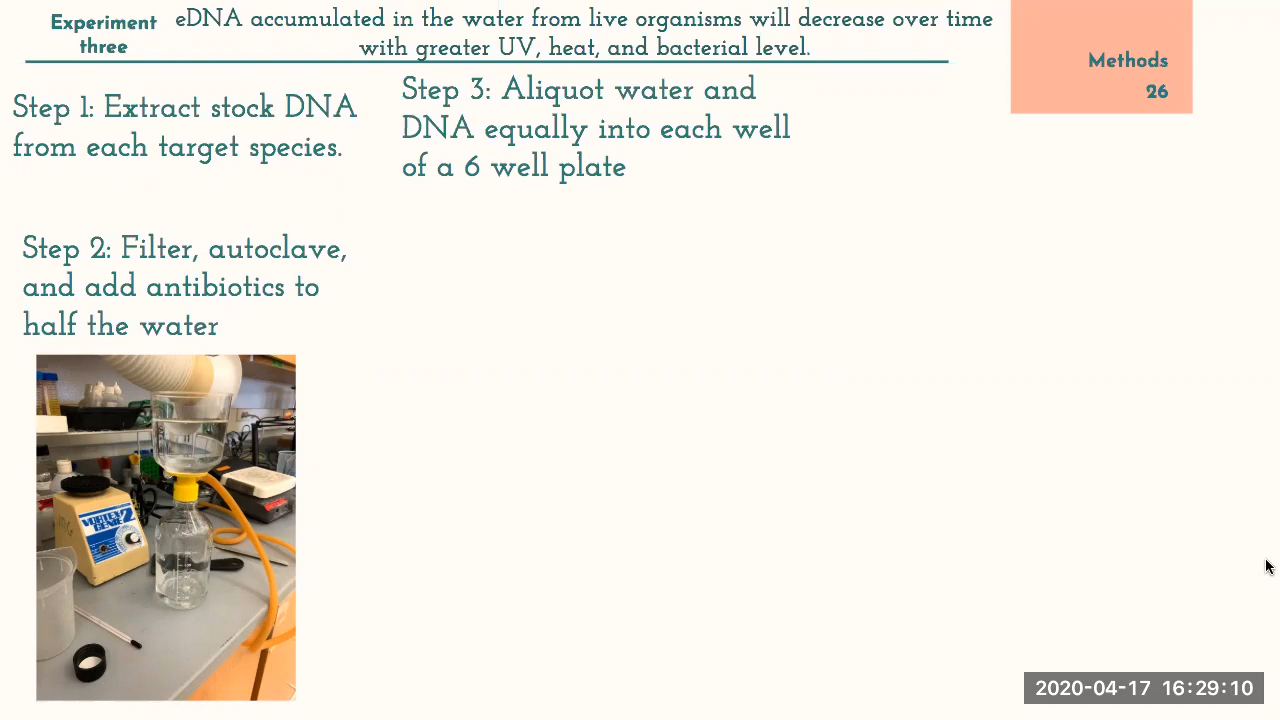 Experiment
three
eDNA accumulated in the water from live organisms will decrease over time
with greater UV, heat, and bacterial level.
Methods
26
Step 1: Extract stock DNA
from each target species.
Step 2: Filter, autoclave,
and add antibiotics to
half the water
Step 3: Aliquot water and
DNA equally into each well
of a 6 well plate
VORTEX
GENIE 2
2020-04-17 16:29:10